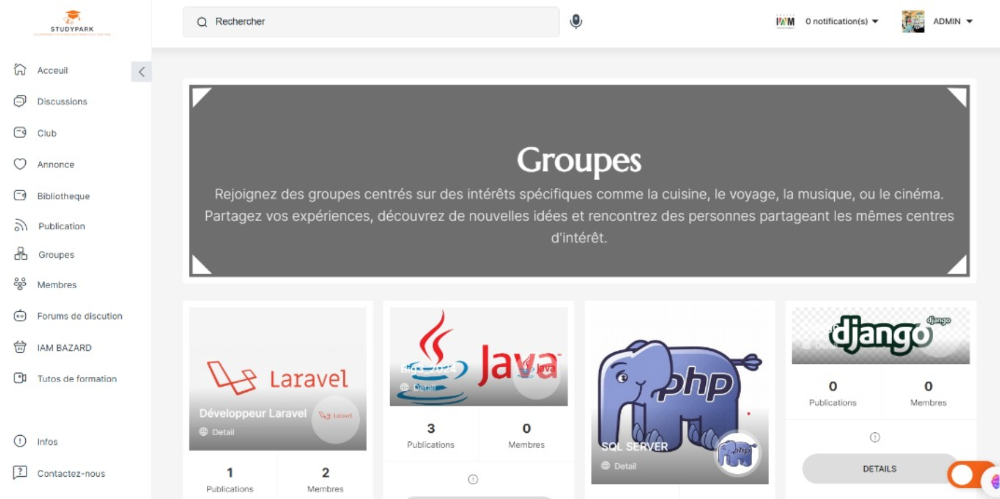 STUDYPARK
Rechercher
IAM
0 notification(s)
ADMIN
Acceuil
Discussions
Club
Annonce
Bibliotheque
Publication
Groupes
Membres
Forums de discution
IAM BAZARD
Tutos de formation
Infos
Contactez-nous
Groupes
Rejoignez des groupes centrés sur des intérêts spécifiques comme la cuisine, le voyage, la musique, ou le cinéma.
Partagez vos expériences, découvrez de nouvelles idées et rencontrez des personnes partageant les mêmes centres
d'intérêt.
Laravel
Développeur Laravel
Laravel
Detail
1
Publications
2
Membres
Java
Big3_2024
Java
Detail
3
Publications
0
Membres
php
SQL SERVER
php
Detail
django
django
Detail
0
Publications
0
Membres
DETAILS